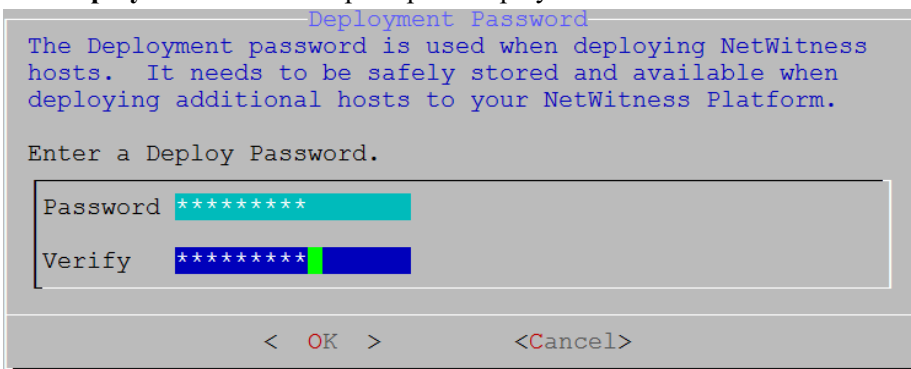 Deployment Password
The Deployment password is used when deploying NetWitness
hosts.  It needs to be safely stored and available when
deploying additional hosts to your NetWitness Platform.
Enter a Deploy Password.
Password *********
Verify *********
<  OK  > <Cancel>